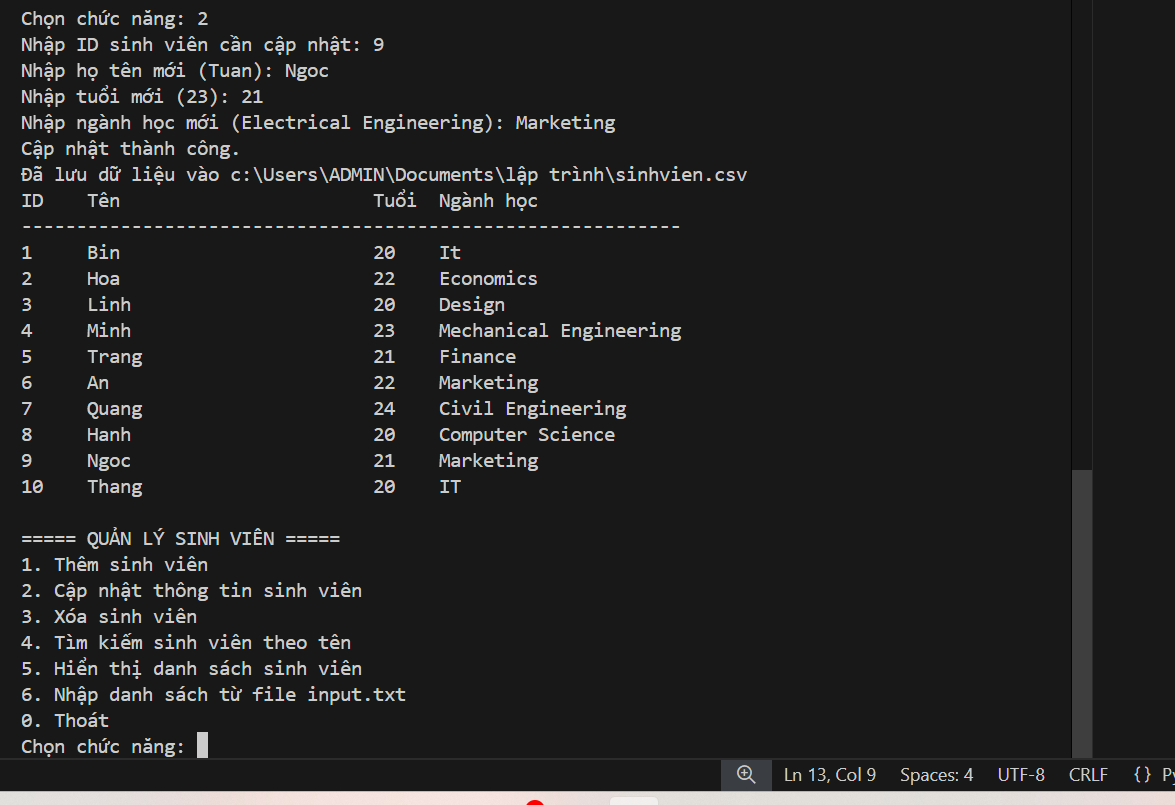 Chọn chức năng: 2
Nhập ID sinh viên cần cập nhật: 9
Nhập họ tên mới (Tuan): Ngoc
Nhập tuổi mới (23): 21
Nhập ngành học mới (Electrical Engineering): Marketing
Cập nhật thành công.
Đã lưu dữ liệu vào c:\Users\ADMIN\Documents\lập trình\sinhvien.csv
ID Tên Tuổi Ngành học
------------------------------------------------------------
1 Bin 20 It
2 Hoa 22 Economics
3 Linh 20 Design
4 Minh 23 Mechanical Engineering
5 Trang 21 Finance
6 An 22 Marketing
7 Quang 24 Civil Engineering
8 Hanh 20 Computer Science
9 Ngoc 21 Marketing
10 Thang 20 IT
===== QUẢN LÝ SINH VIÊN =====
1. Thêm sinh viên
2. Cập nhật thông tin sinh viên
3. Xóa sinh viên
4. Tìm kiếm sinh viên theo tên
5. Hiển thị danh sách sinh viên
6. Nhập danh sách từ file input.txt
0. Thoát
Chọn chức năng:
Ln 13, Col 9 Spaces: 4 UTF-8 CRLF {}